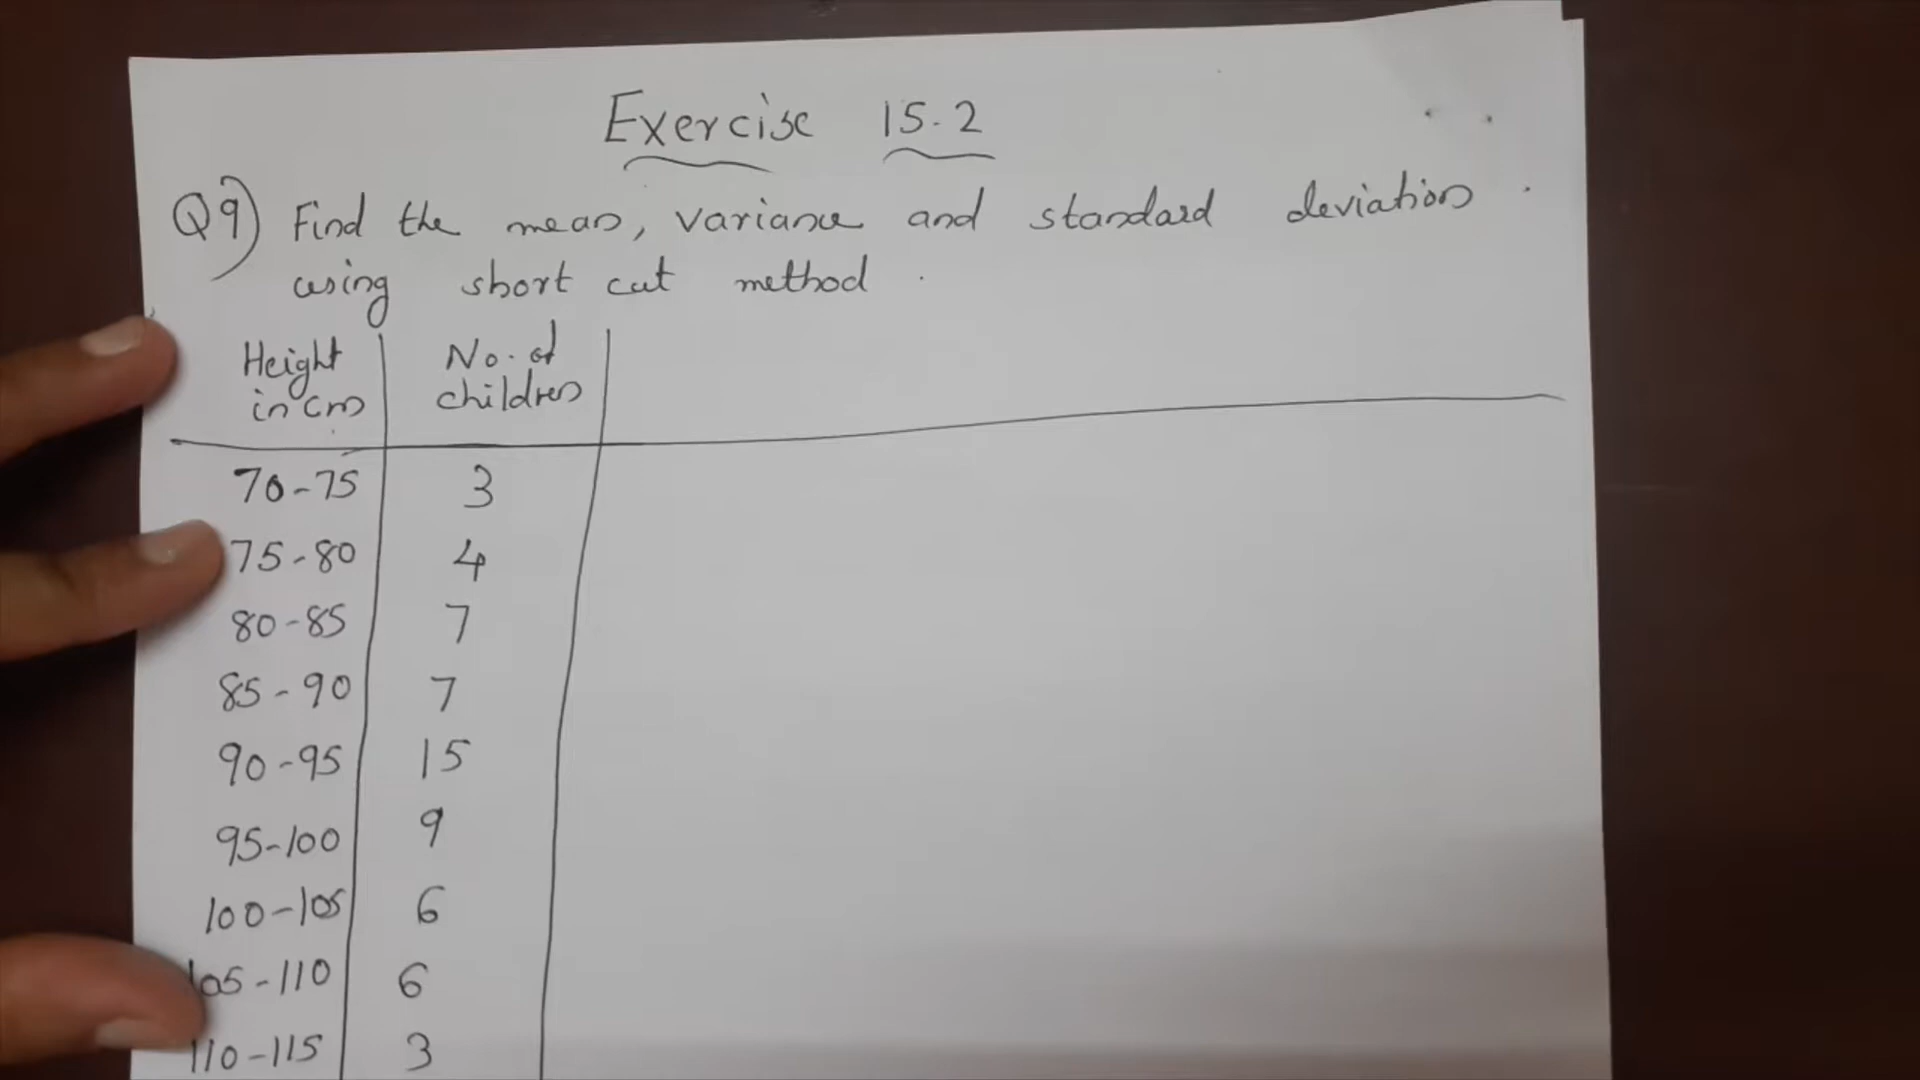 Exercise 15.2
Q9) Find the mean, variance and standard deviation
using short cut method.
Height in cm No. of children
70-75 3
75-80 4
80-85 7
85-90 7
90-95 15
95-100 9
100-105 6
105-110 6
110-115 3